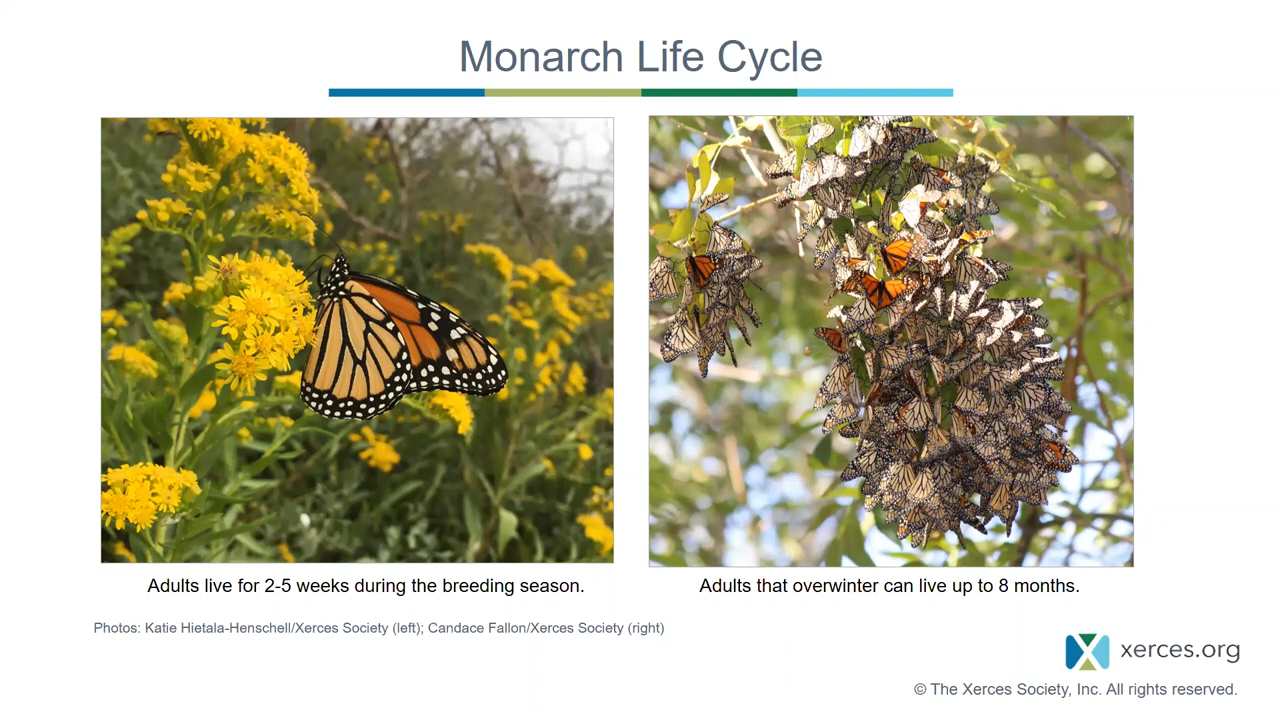 Monarch Life Cycle
Adults live for 2-5 weeks during the breeding season.
Adults that overwinter can live up to 8 months.
Photos: Katie Hietala-Henschell/Xerces Society (left); Candace Fallon/Xerces Society (right)
xerces.org
© The Xerces Society, Inc. All rights reserved.